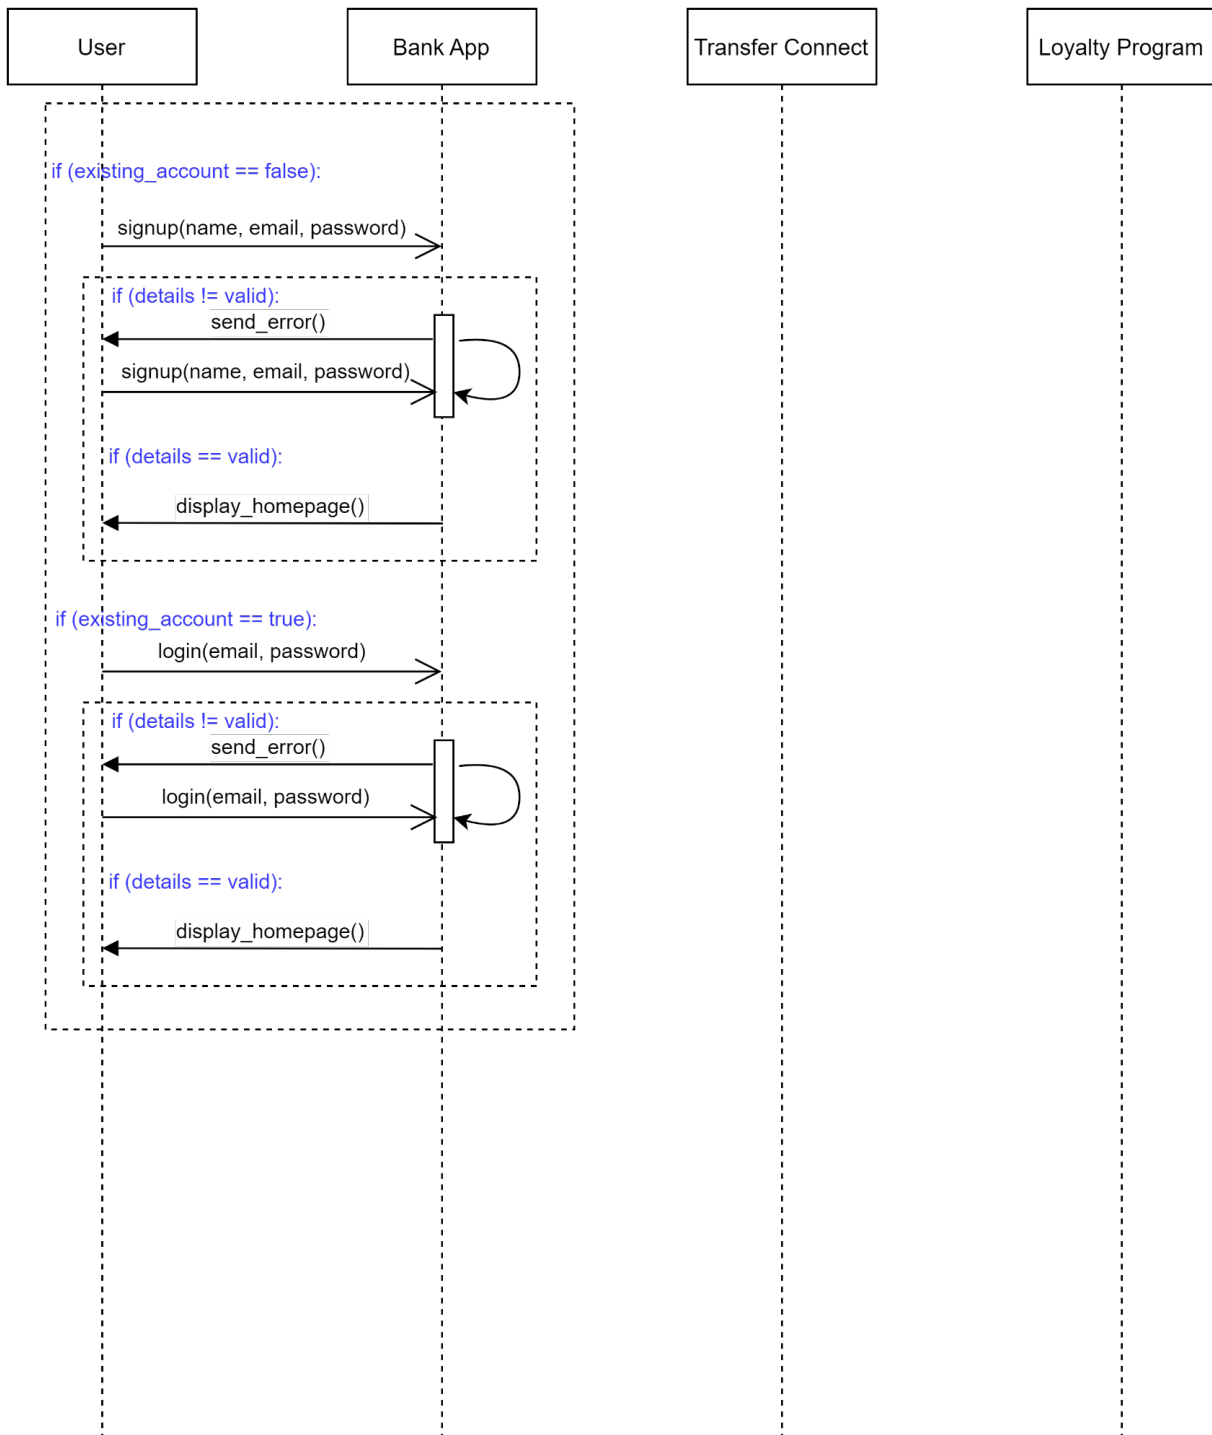 User
Bank App
Transfer Connect
Loyalty Program
if (existing_account == false):
signup(name, email, password)
if (details != valid):
send_error()
signup(name, email, password)
if (details == valid):
display_homepage()
if (existing_account == true):
login(email, password)
if (details != valid):
send_error()
login(email, password)
if (details == valid):
display_homepage()